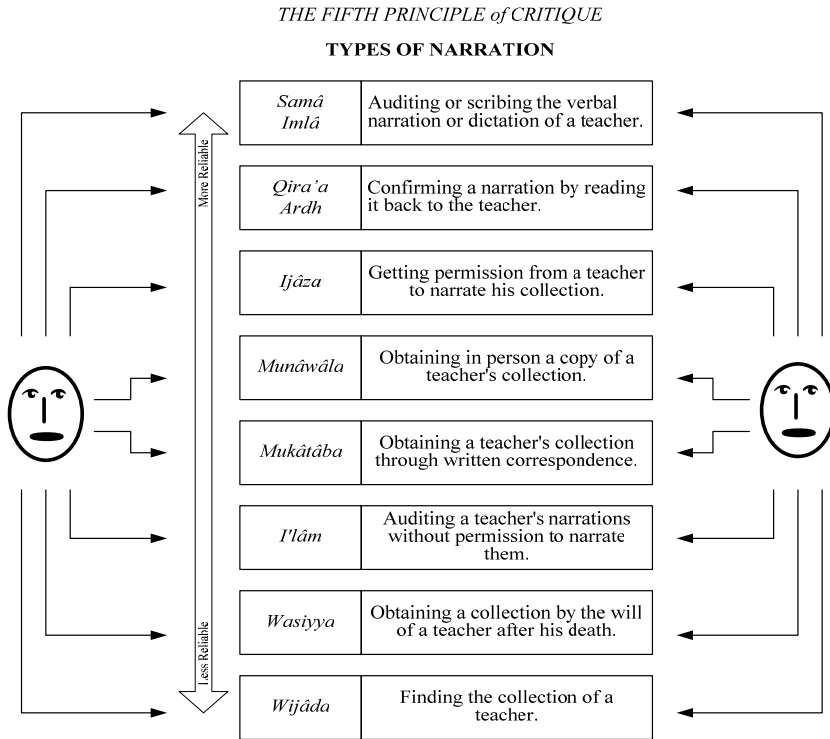 THE FIFTH PRINCIPLE of CRITIQUE
TYPES OF NARRATION
More Reliable
Less Reliable
Samâ
Imlâ
Auditing or scribing the verbal
narration or dictation of a teacher.
Qira'a
Ardh
Confirming a narration by reading
it back to the teacher.
Ijâza
Getting permission from a teacher
to narrate his collection.
Munâwâla
Obtaining in person a copy of a
teacher's collection.
Mukâtâba
Obtaining a teacher's collection
through written correspondence.
I'lâm
Auditing a teacher's narrations
without permission to narrate
them.
Wasiyya
Obtaining a collection by the will
of a teacher after his death.
Wijâda
Finding the collection of a
teacher.